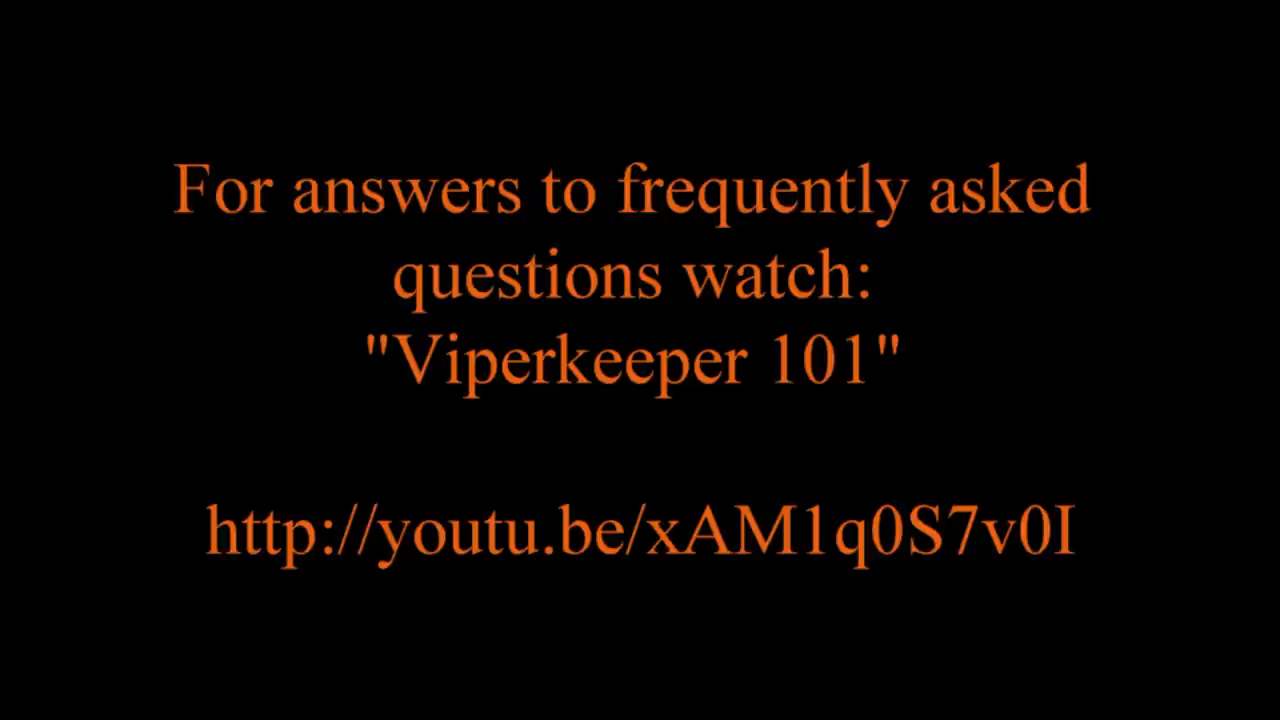 For answers to frequently asked
questions watch:
"Viperkeeper 101"
http://youtu.be/xAM1q0S7v0I